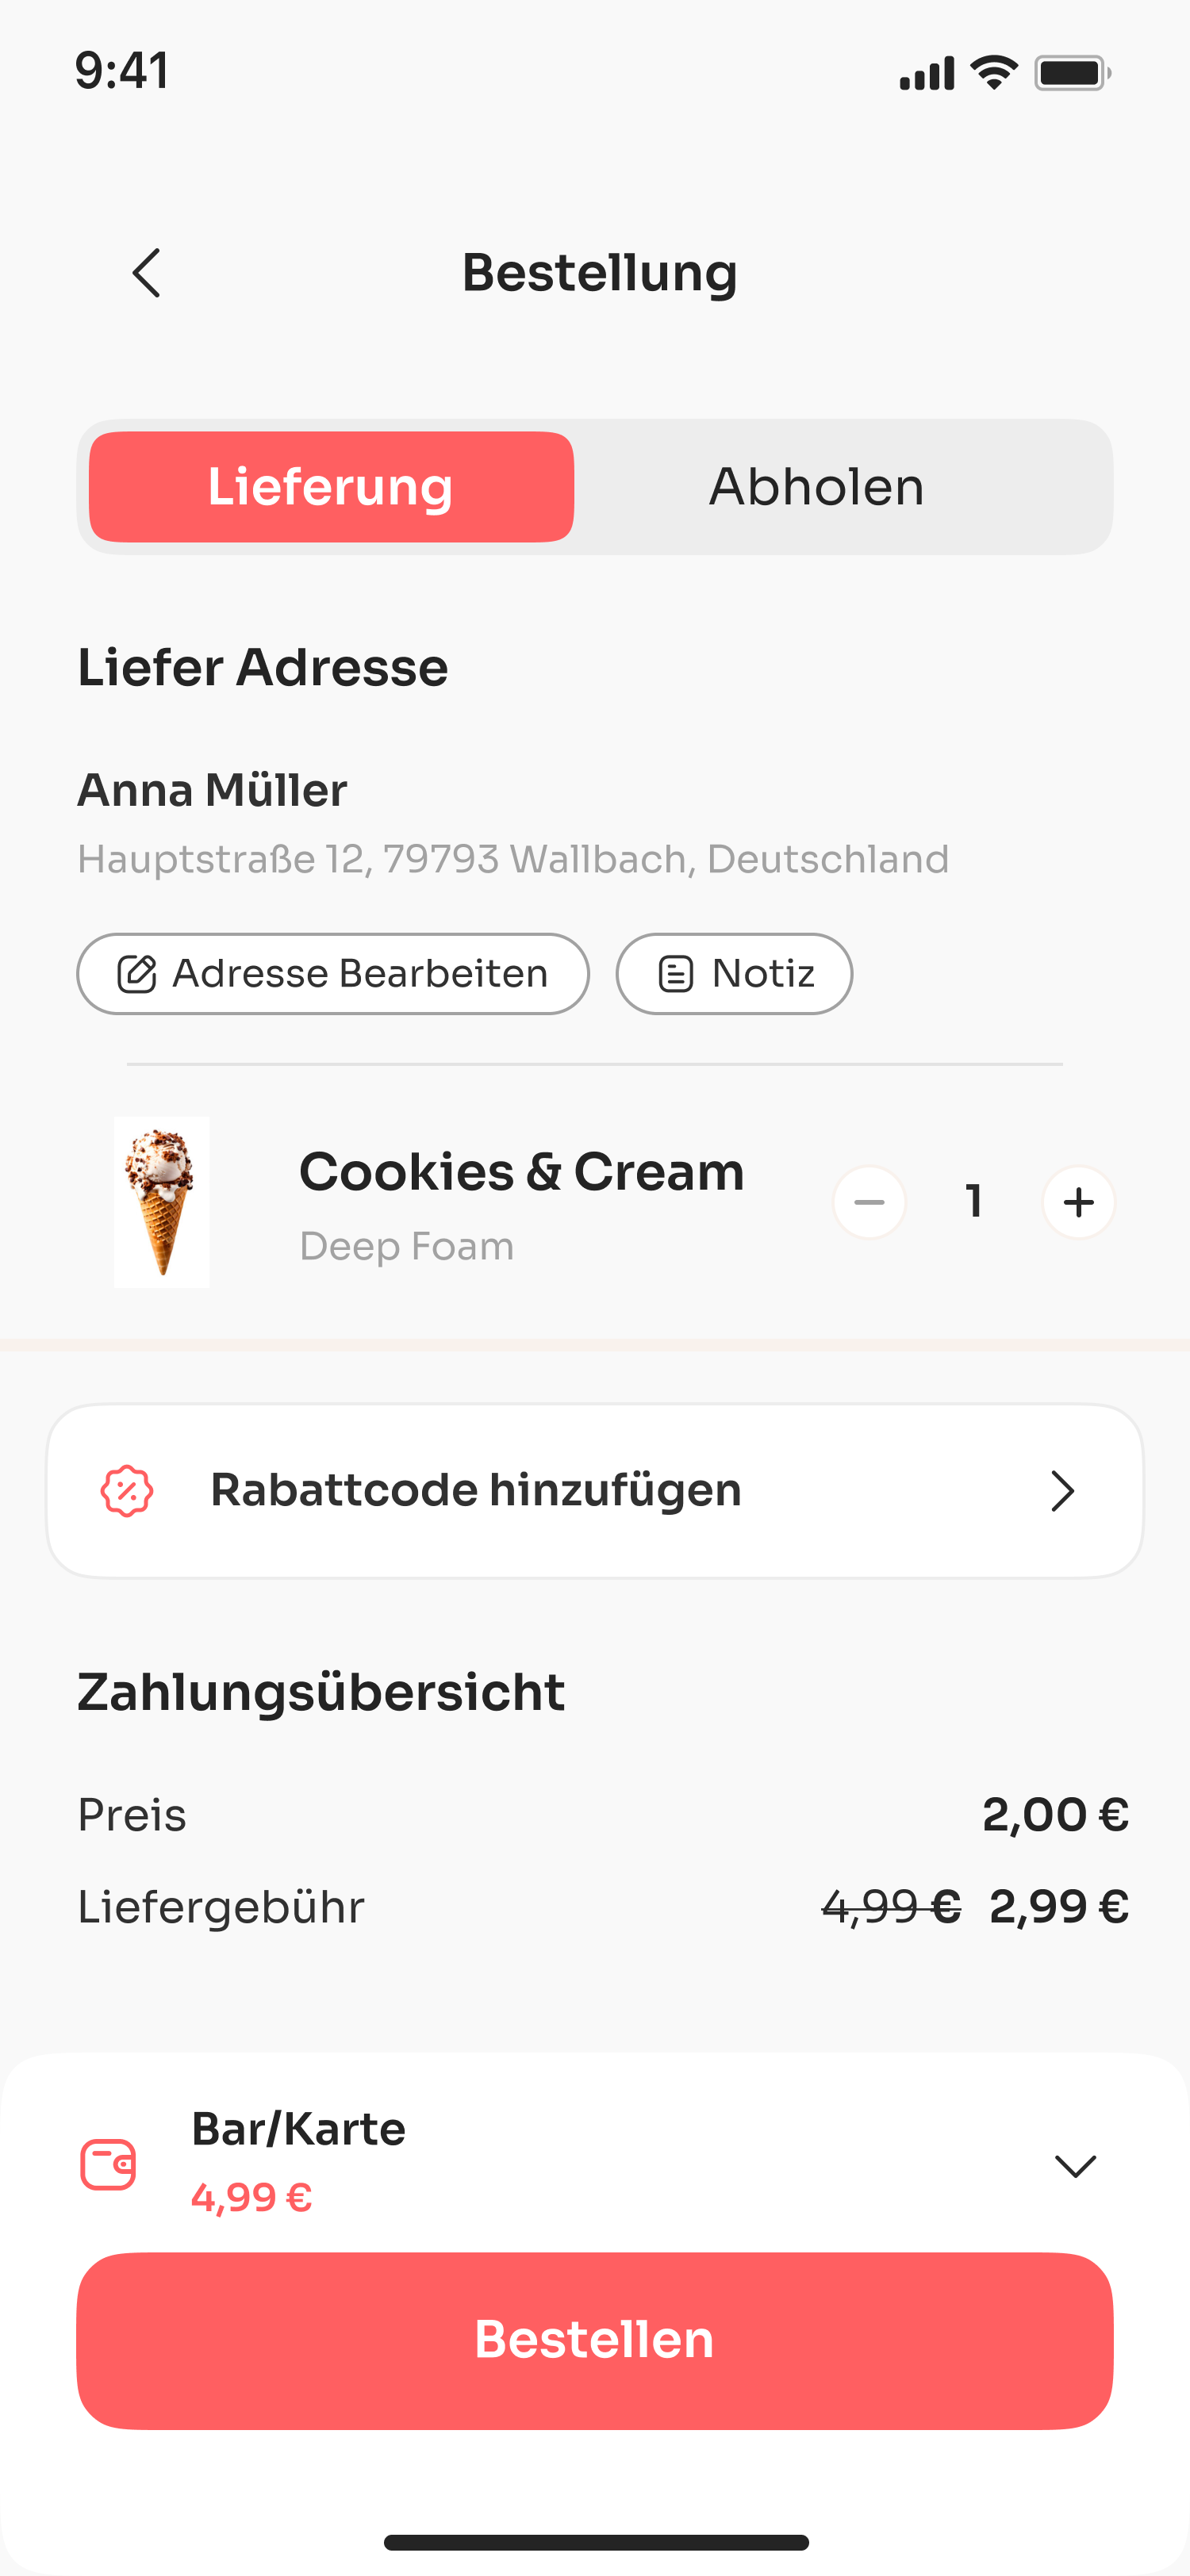 9:41
Bestellung
Lieferung Abholen
Liefer Adresse
Anna Müller
Hauptstraße 12, 79793 Wallbach, Deutschland
Adresse Bearbeiten Notiz
Cookies & Cream
Deep Foam
1
Rabattcode hinzufügen
Zahlungsübersicht
Preis 2,00 €
Liefergebühr 4,99 € 2,99 €
Bar/Karte
4,99 €
Bestellen